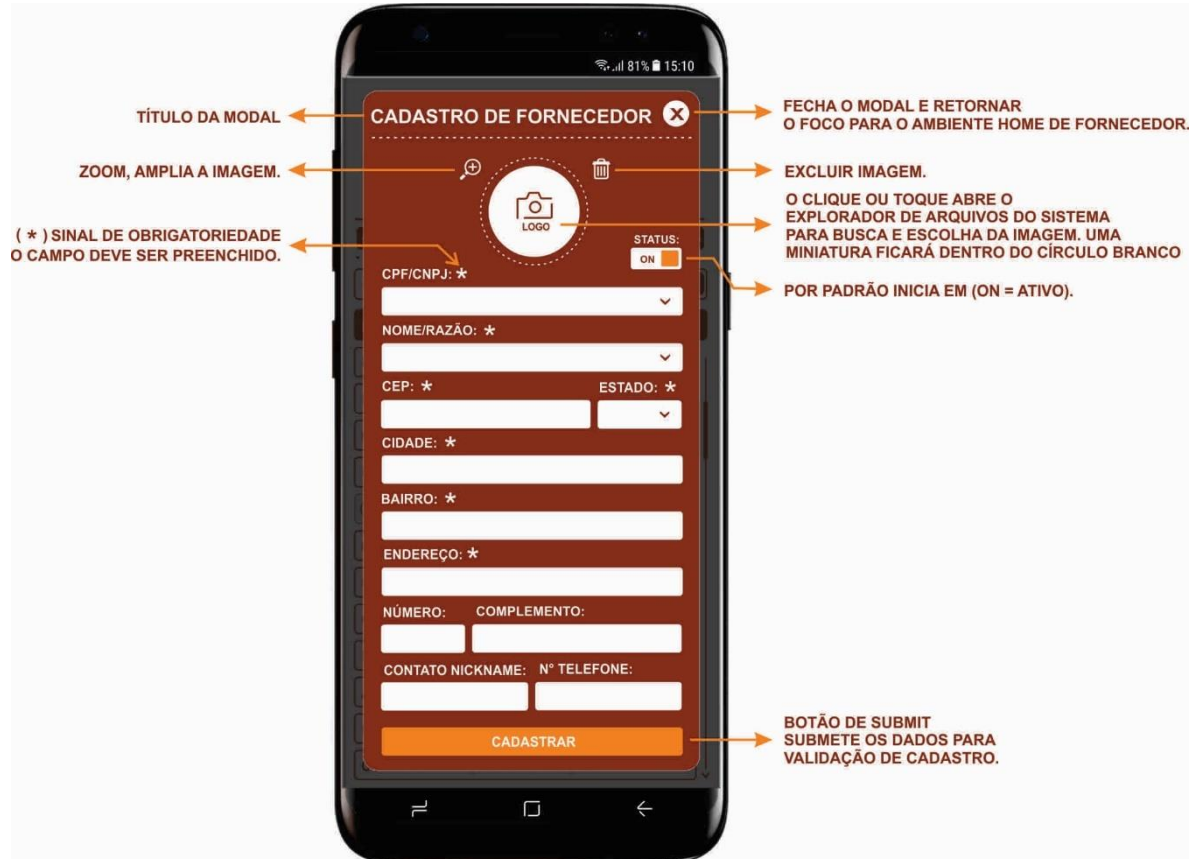 81% 15:10
TÍTULO DA MODAL
CADASTRO DE FORNECEDOR X
FECHA O MODAL E RETORNAR
O FOCO PARA O AMBIENTE HOME DE FORNECEDOR.
ZOOM, AMPLIA A IMAGEM.
EXCLUIR IMAGEM.
LOGO
O CLIQUE OU TOQUE ABRE O
EXPLORADOR DE ARQUIVOS DO SISTEMA
PARA BUSCA E ESCOLHA DA IMAGEM. UMA
MINIATURA FICARÁ DENTRO DO CÍRCULO BRANCO
( * ) SINAL DE OBRIGATORIEDADE
O CAMPO DEVE SER PREENCHIDO.
STATUS:
ON
POR PADRÃO INICIA EM (ON = ATIVO).
CPF/CNPJ: *
NOME/RAZÃO: *
CEP: * ESTADO: *
CIDADE: *
BAIRRO: *
ENDEREÇO: *
NÚMERO: COMPLEMENTO:
CONTATO NICKNAME: N° TELEFONE:
CADASTRAR
BOTÃO DE SUBMIT
SUBMETE OS DADOS PARA
VALIDAÇÃO DE CADASTRO.